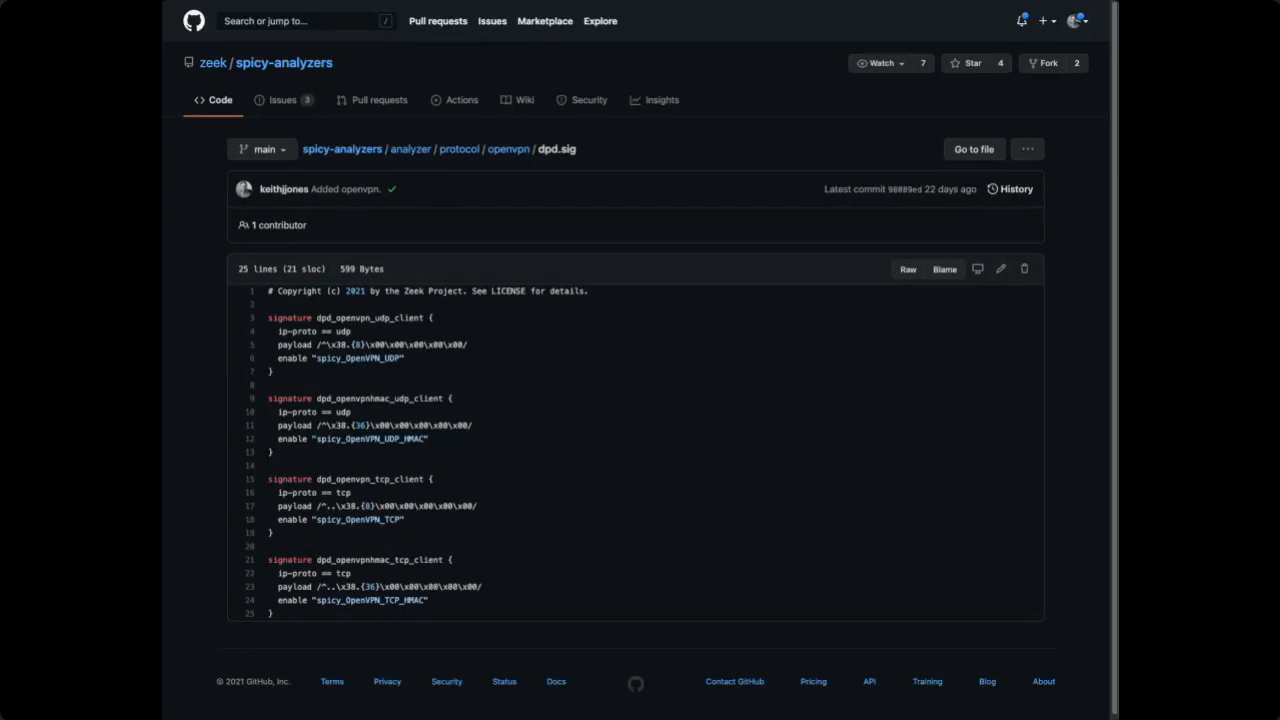 Search or jump to... /
Pull requests Issues Marketplace Explore
zeek / spicy-analyzers
Watch 7 Star 4 Fork 2
Code Issues 3 Pull requests Actions Wiki Security Insights
main spicy-analyzers / analyzer / protocol / openvpn / dpd.sig Go to file ...
keithjjones Added openvpn. Latest commit 98089ed 22 days ago History
1 contributor
25 lines (21 sloc) 599 Bytes Raw Blame
1 # Copyright (c) 2021 by the Zeek Project. See LICENSE for details.
2
3 signature dpd_openvpn_udp_client {
4 ip-proto == udp
5 payload /^\x38.{8}\x00\x00\x00\x00\x00/
6 enable "spicy_OpenVPN_UDP"
7 }
8
9 signature dpd_openvpnhmac_udp_client {
10 ip-proto == udp
11 payload /^\x38.{36}\x00\x00\x00\x00\x00/
12 enable "spicy_OpenVPN_UDP_HMAC"
13 }
14
15 signature dpd_openvpn_tcp_client {
16 ip-proto == tcp
17 payload /^..\x38.{8}\x00\x00\x00\x00\x00/
18 enable "spicy_OpenVPN_TCP"
19 }
20
21 signature dpd_openvpnhmac_tcp_client {
22 ip-proto == tcp
23 payload /^..\x38.{36}\x00\x00\x00\x00\x00/
24 enable "spicy_OpenVPN_TCP_HMAC"
25 }
© 2021 GitHub, Inc. Terms Privacy Security Status Docs Contact GitHub Pricing API Training Blog About